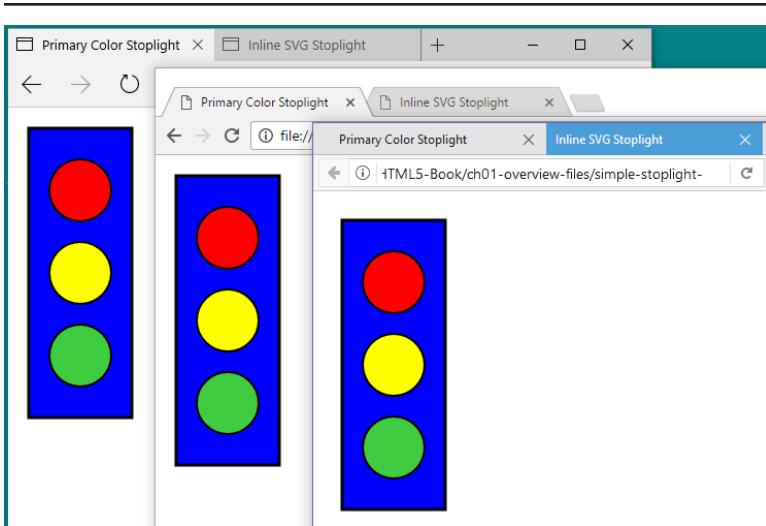 Primary Color Stoplight
Inline SVG Stoplight
Primary Color Stoplight
Inline SVG Stoplight
file://
Primary Color Stoplight
Inline SVG Stoplight
HTML5-Book/ch01-overview-files/simple-stoplight-